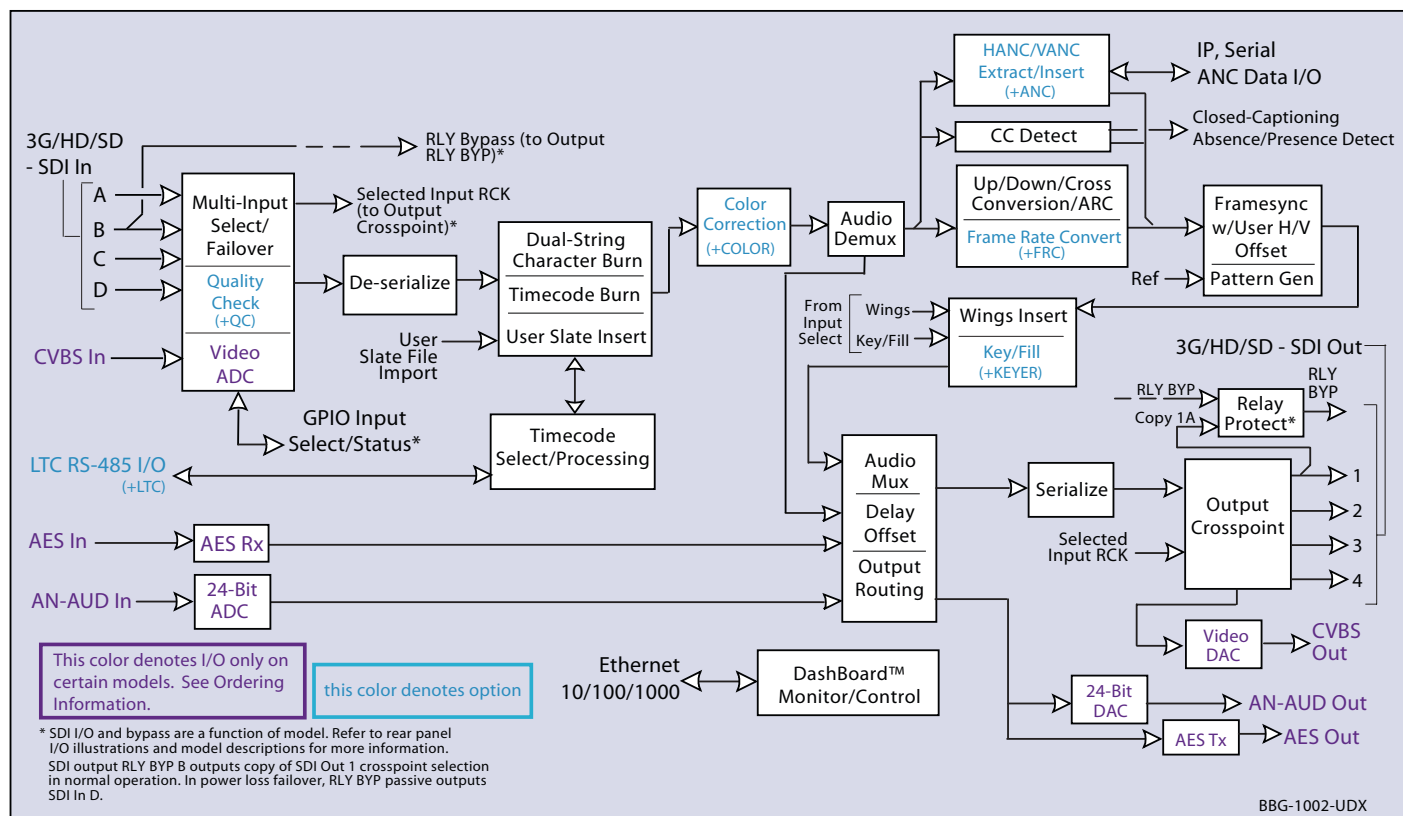 HANC/VANC
Extract/Insert
(+ANC)
IP, Serial
ANC Data I/O
3G/HD/SD
- SDI In
RLY Bypass (to Output
RLY BYP)*
CC Detect
Closed-Captioning
Absence/Presence Detect
A
B
C
D
Multi-Input
Select/
Failover
Quality
Check
(+QC)
Video
ADC
Selected Input RCK
(to Output
Crosspoint)*
De-serialize
Dual-String
Character Burn
Timecode Burn
User Slate Insert
Color
Correction
(+COLOR)
Audio
Demux
Up/Down/Cross
Conversion/ARC
Frame Rate Convert
(+FRC)
Framesync
w/User H/V
Offset
Pattern Gen
Ref
CVBS In
User
Slate File
Import
From
Input
Select
Wings
Key/Fill
Wings Insert
Key/Fill
(+KEYER)
3G/HD/SD - SDI Out
RLY BYP
Copy 1A
Relay
Protect*
RLY
BYP
GPIO Input
Select/Status*
LTC RS-485 I/O
(+LTC)
Timecode
Select/Processing
Audio
Mux
Delay
Offset
Output
Routing
Serialize
Selected
Input RCK
Output
Crosspoint
1
2
3
4
AES In
AES Rx
AN-AUD In
24-Bit
ADC
Video
DAC
CVBS
Out
This color denotes I/O only on
certain models. See Ordering
Information.
this color denotes option
Ethernet
10/100/1000
DashBoard™
Monitor/Control
24-Bit
DAC
AN-AUD Out
AES Tx
AES Out
* SDI I/O and bypass are a function of model. Refer to rear panel
I/O illustrations and model descriptions for more information.
SDI output RLY BYP B outputs copy of SDI Out 1 crosspoint selection
in normal operation. In power loss failover, RLY BYP passive outputs
SDI In D.
BBG-1002-UDX